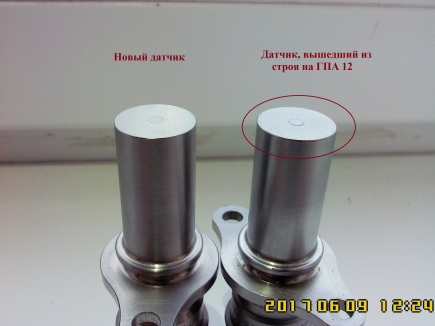 Новый датчик
Датчик, вышедший из
строя на ГПА 12
2017 06 09 12:24